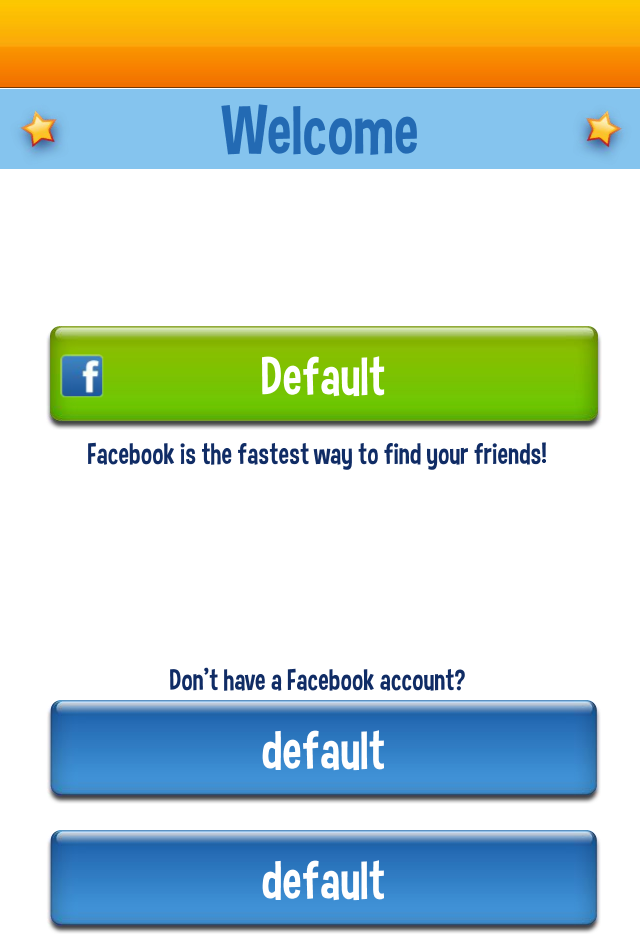 Welcome
f Default
Facebook is the fastest way to find your friends!
Don't have a Facebook account?
default
default